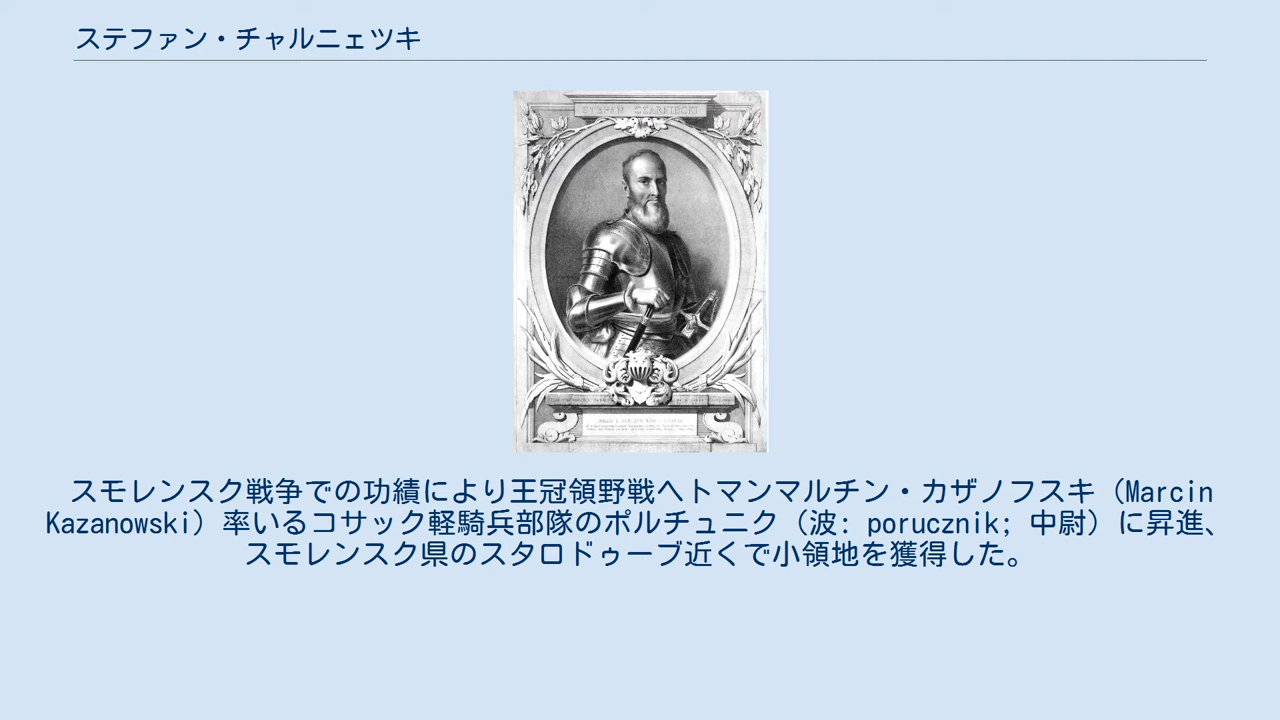 ステファン・チャルニェツキ
STEFAN CZARNIECKI
スモレンスク戦争での功績により王冠領野戦ヘトマンマルチン・カザノフスキ（Marcin
Kazanowski）率いるコサック軽騎兵部隊のポルチュニク（波: porucznik; 中尉）に昇進、
スモレンスク県のスタロドゥーブ近くで小領地を獲得した。